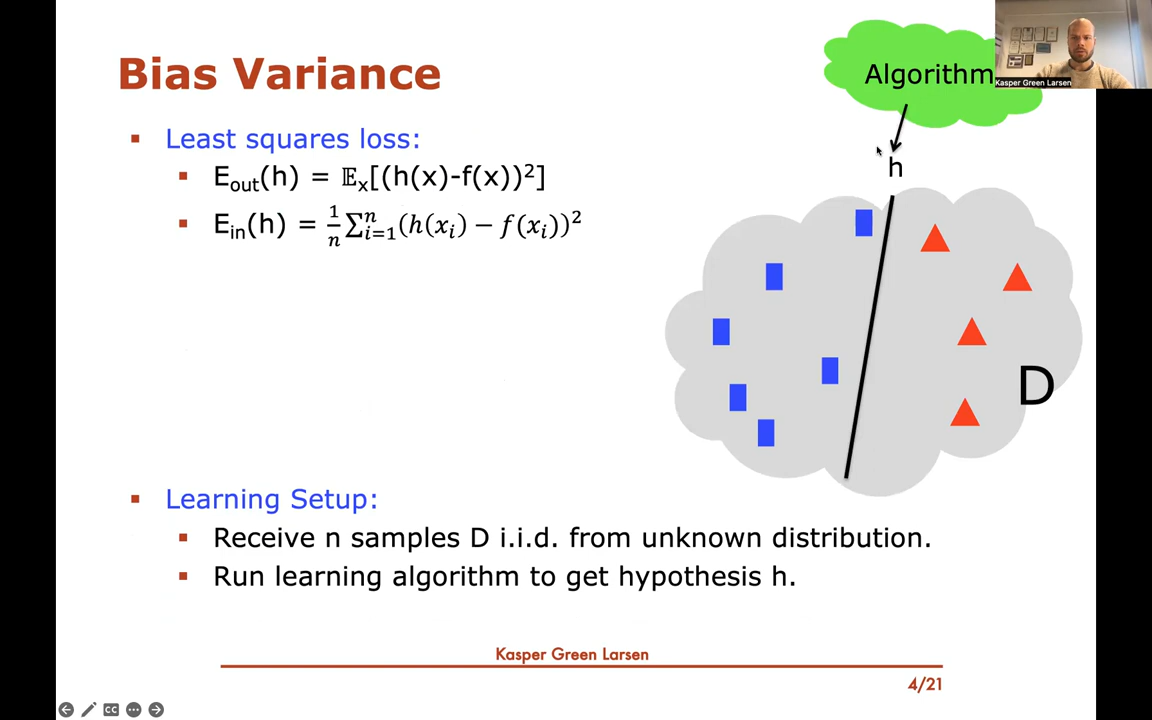 Bias Variance
Algorithm
Kasper Green Larsen
Least squares loss:
E_out(h) = 𝔼_x[(h(x)-f(x))²]
h
E_in(h) = 1/n ∑_{i=1}^n (h(x_i) − f(x_i))²
D
Learning Setup:
Receive n samples D i.i.d. from unknown distribution.
Run learning algorithm to get hypothesis h.
Kasper Green Larsen
4/21
CC